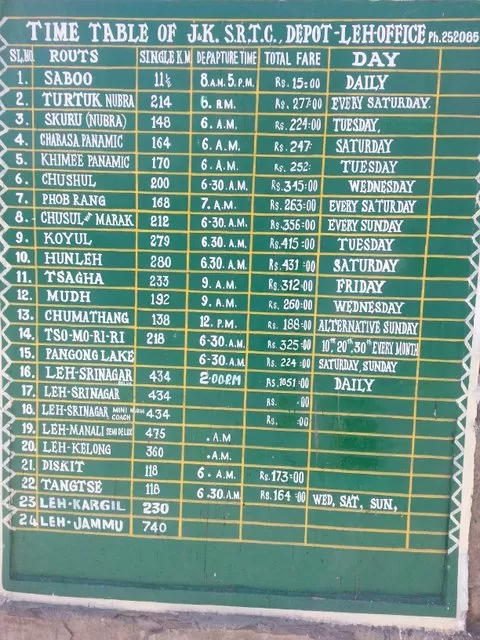 TIME TABLE OF J&K. S.R.T.C., DEPOT-LEH-OFFICE Ph.252085
SL.NO. ROUTS SINGLE K.M DEPARTURE TIME TOTAL FARE DAY
1. SABOO 11½ 8 A.M. 5. P.M. Rs. 15=00 DAILY
2. TURTUK NUBRA 214 6. A.M. Rs. 277=00 EVERY SATURDAY.
3. SKURU (NUBRA) 148 6. A.M. Rs. 224=00 TUESDAY,
4. CHARASA PANAMIC 164 6. A.M. Rs. 247= SATURDAY
5. KHIMEE PANAMIC 170 6. A.M. Rs. 252= TUESDAY
6. CHUSHUL 200 6-30. A.M. Rs. 345=00 WEDNESDAY
7. PHOB RANG 168 7. A.M. Rs. 263=00 EVERY SATURDAY
8. CHUSUL MARAK 212 6-30. A.M. Rs. 356=00 EVERY SUNDAY
9. KOYUL 279 6.30. A.M. Rs. 415=00 TUESDAY
10. HUNLEH 280 6.30. A.M. Rs. 431=00 SATURDAY
11. TSAGHA 233 9. A.M. Rs. 312=00 FRIDAY
12. MUDH 192 9. A.M. Rs. 260=00 WEDNESDAY
13. CHUMATHANG 138 12. P.M. Rs. 188=00 ALTERNATIVE SUNDAY
14. TSO-MO-RI-RI 218 6-30.A.M. Rs. 325=00 10th, 20th, 30th EVERY MONTH
15. PANGONG LAKE 6-30.A.M. Rs. 224=00 SATURDAY, SUNDAY
16. LEH-SRINAGAR 434 2=00PM Rs. 1051=00 DAILY
17. LEH-SRINAGAR 434 Rs. =00
18. LEH-SRINAGAR MINI COACH 434 Rs. =00
19. LEH-MANALI SEMI DELUX 475 . A.M
20. LEH-KELONG 360 . A.M.
21. DISKIT 118 6. A.M. Rs. 173=00
22. TANGTSE 118 6.30.A.M. Rs. 164=00 WED, SAT, SUN.,
23 LEH-KARGIL 230
24 LEH-JAMMU 740